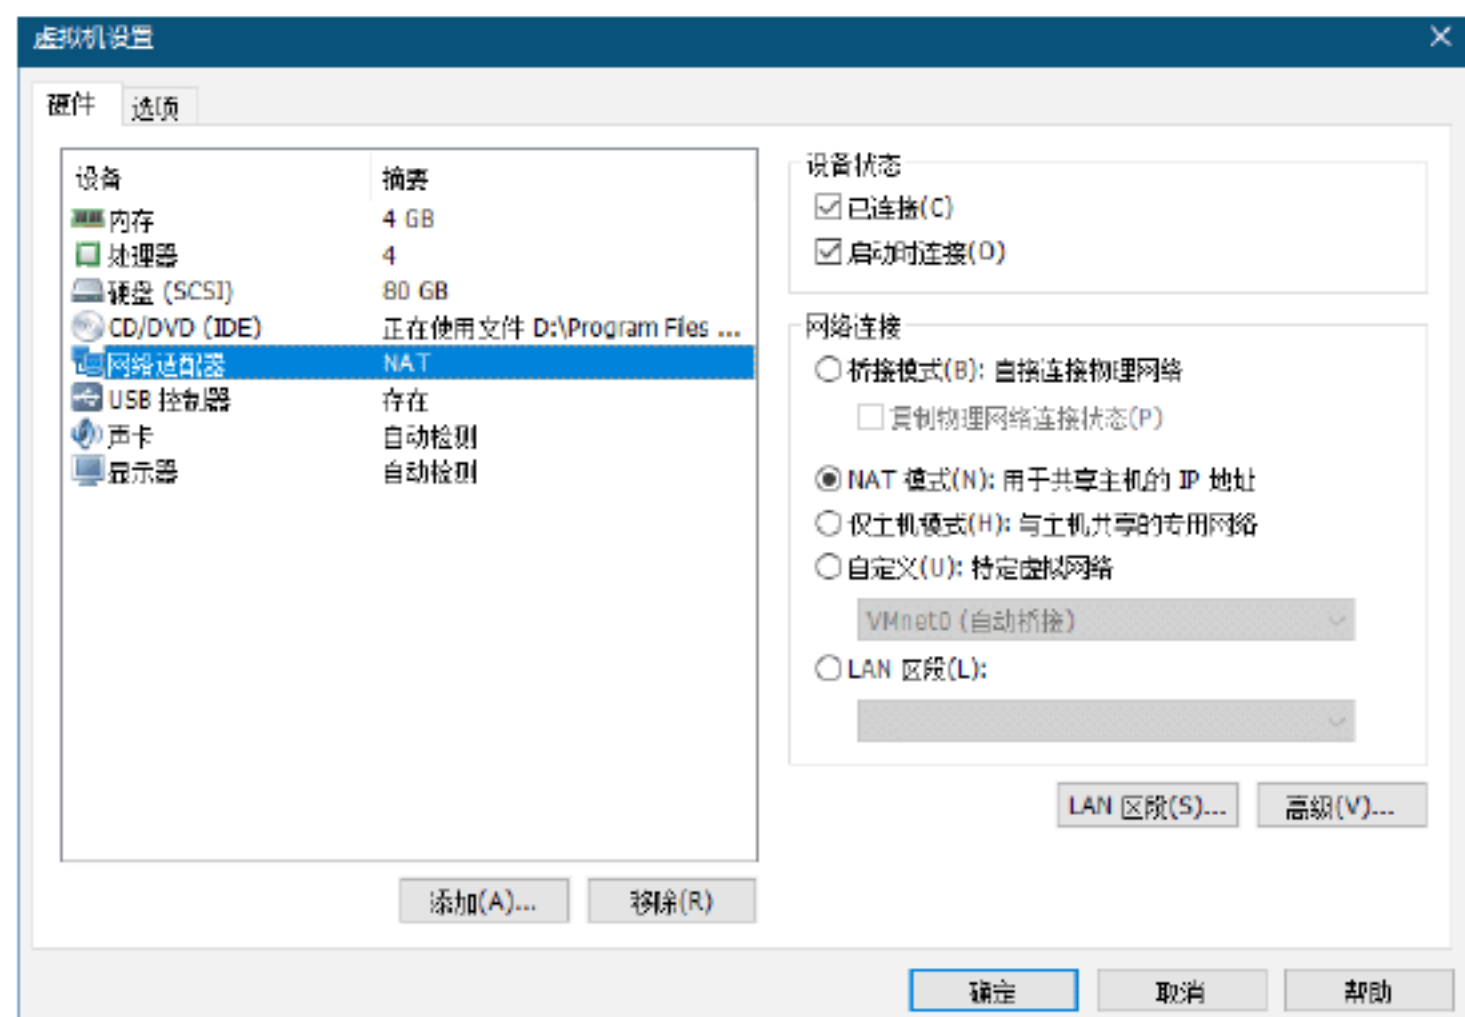 虚拟机设置
硬件 选项
设备 摘要
内存 4 GB
处理器 4
硬盘 (SCSI) 80 GB
CD/DVD (IDE) 正在使用文件 D:\Program Files ...
网络适配器 NAT
USB 控制器 存在
声卡 自动检测
显示器 自动检测
添加(A)... 移除(R)
设备状态
已连接(C)
启动时连接(O)
网络连接
桥接模式(B): 直接连接物理网络
复制物理网络连接状态(P)
NAT 模式(N): 用于共享主机的 IP 地址
仅主机模式(H): 与主机共享的专用网络
自定义(U): 特定虚拟网络
VMnet0 (自动桥接)
LAN 区段(L):
LAN 区段(S)... 高级(V)...
确定 取消 帮助